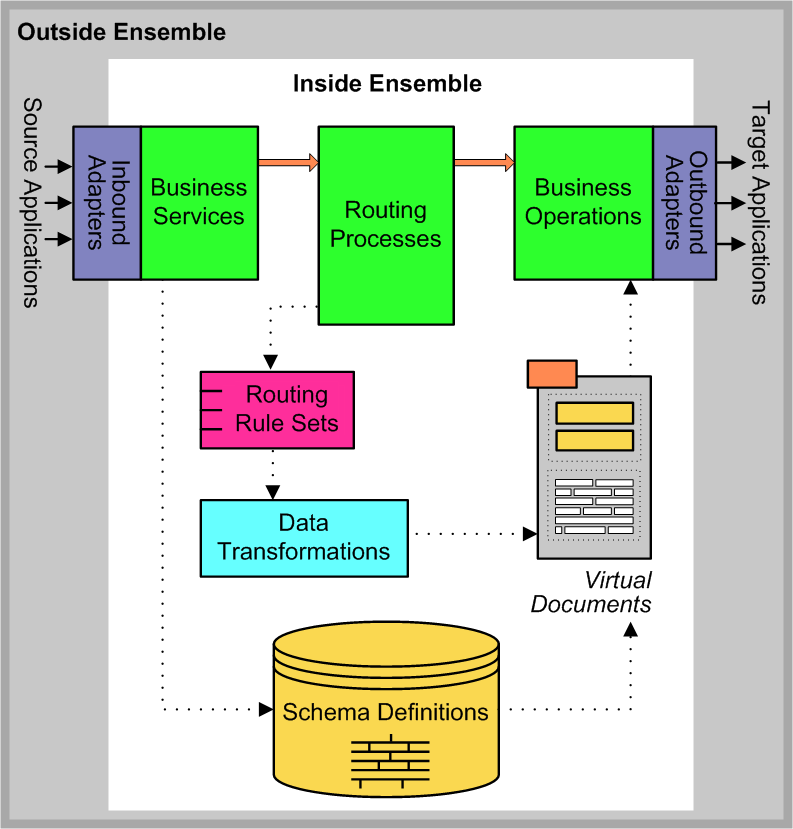 Outside Ensemble
Inside Ensemble
Source Applications
Inbound
Adapters
Business
Services
Routing
Processes
Business
Operations
Outbound
Adapters
Target Applications
Routing
Rule Sets
Data
Transformations
Virtual
Documents
Schema Definitions